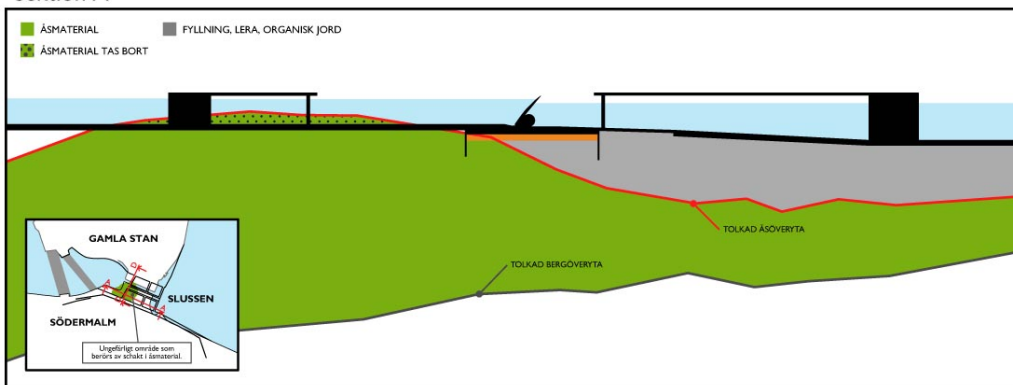 ÅSMATERIAL
FYLLNING, LERA, ORGANISK JORD
ÅSMATERIAL TAS BORT
TOLKAD ÅSÖVERYTA
TOLKAD BERGÖVERYTA
GAMLA STAN
SLUSSEN
SÖDERMALM
Ungefärligt område som
berörs av schakt i åsmaterial.